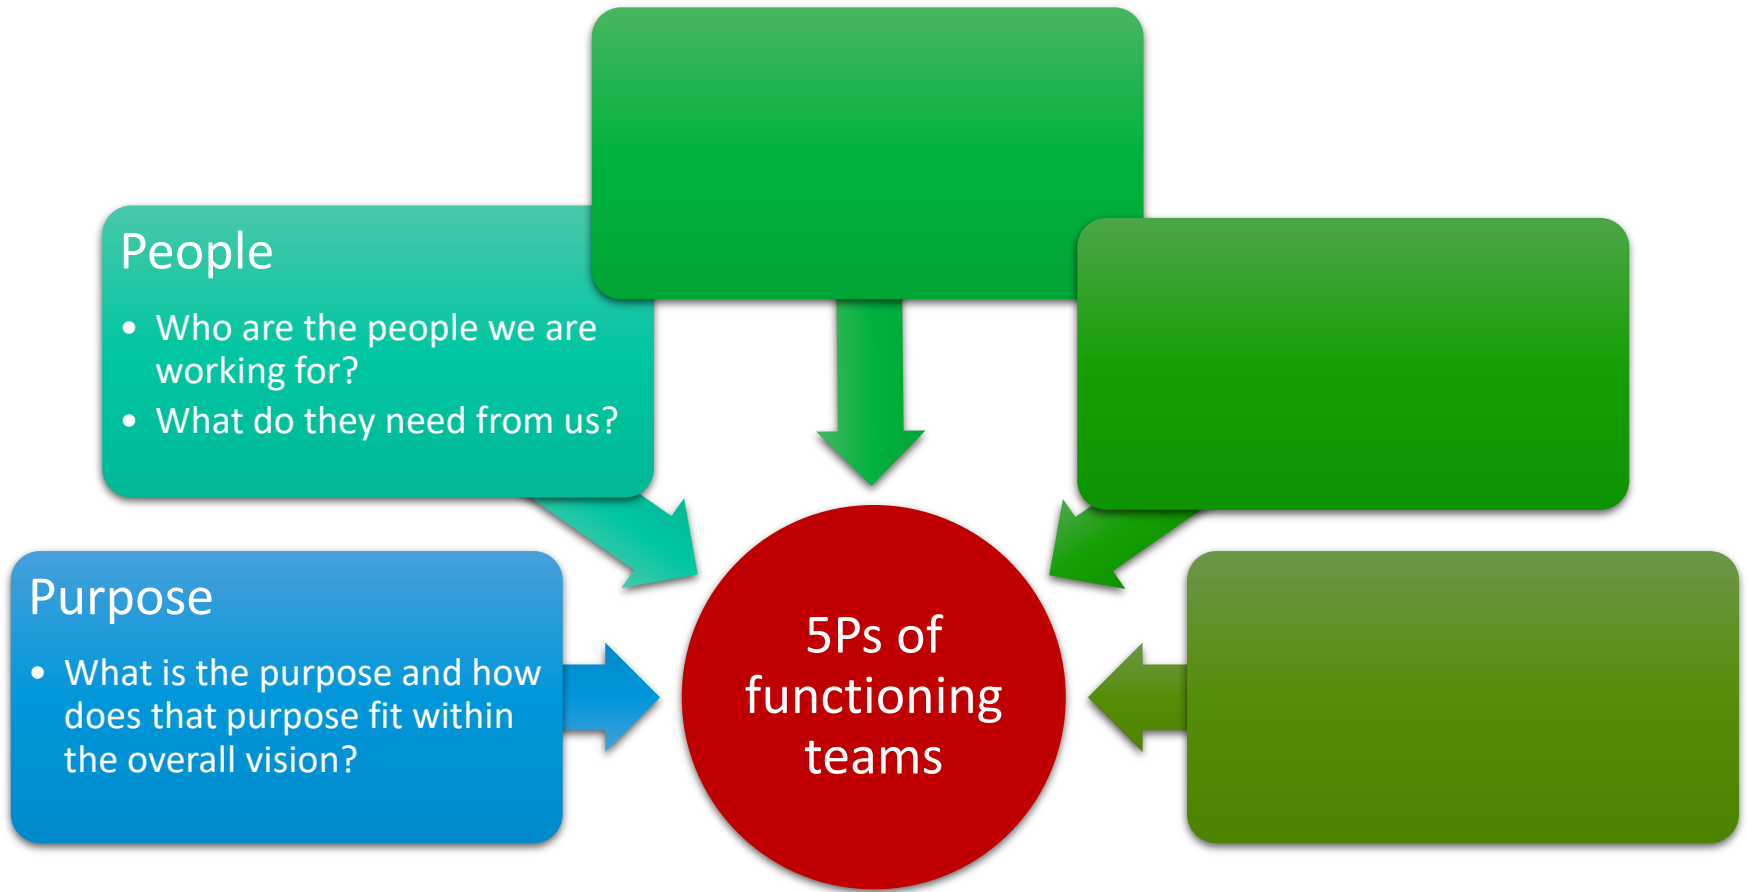 People
• Who are the people we are
working for?
• What do they need from us?
Purpose
• What is the purpose and how
does that purpose fit within
the overall vision?
5Ps of
functioning
teams